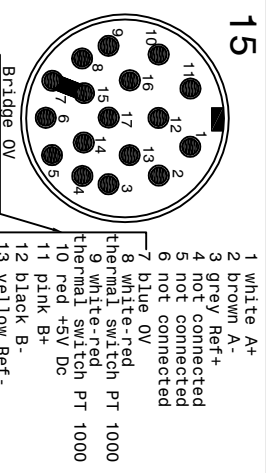 15
9
10
8
16
11
7
15
17
12
1
6
14
13
5
4
3
2
Bridge 0V
1 white A+
2 brown A-
3 grey Ref+
4 not connected
5 not connected
6 not connected
7 blue 0V
8 white-red
thermal switch PT 1000
9 white-red
thermal switch PT 1000
10 red +5V Dc
11 pink B+
12 black B-
13 yellow Ref-